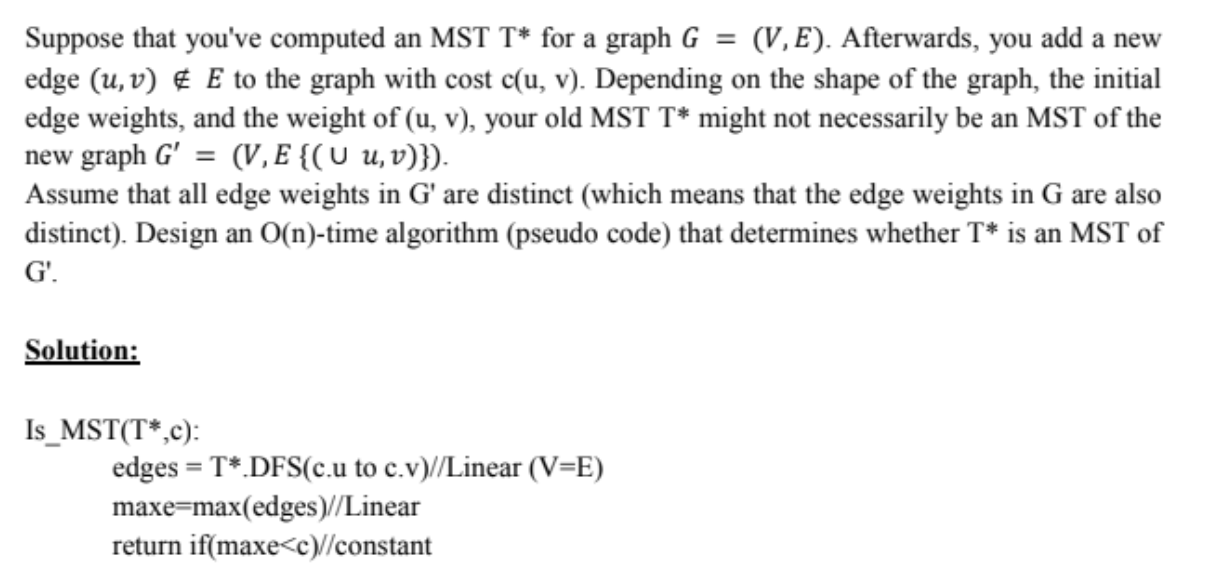 Suppose that you've computed an MST T* for a graph G = (V, E). Afterwards, you add a new
edge (u, v) ∉ E to the graph with cost c(u, v). Depending on the shape of the graph, the initial
edge weights, and the weight of (u, v), your old MST T* might not necessarily be an MST of the
new graph G' = (V, E {(∪ u, v)}).
Assume that all edge weights in G' are distinct (which means that the edge weights in G are also
distinct). Design an O(n)-time algorithm (pseudo code) that determines whether T* is an MST of
G'.
Solution:
Is_MST(T*,c):
edges = T*.DFS(c.u to c.v)//Linear (V=E)
maxe=max(edges)//Linear
return if(maxe<c)//constant